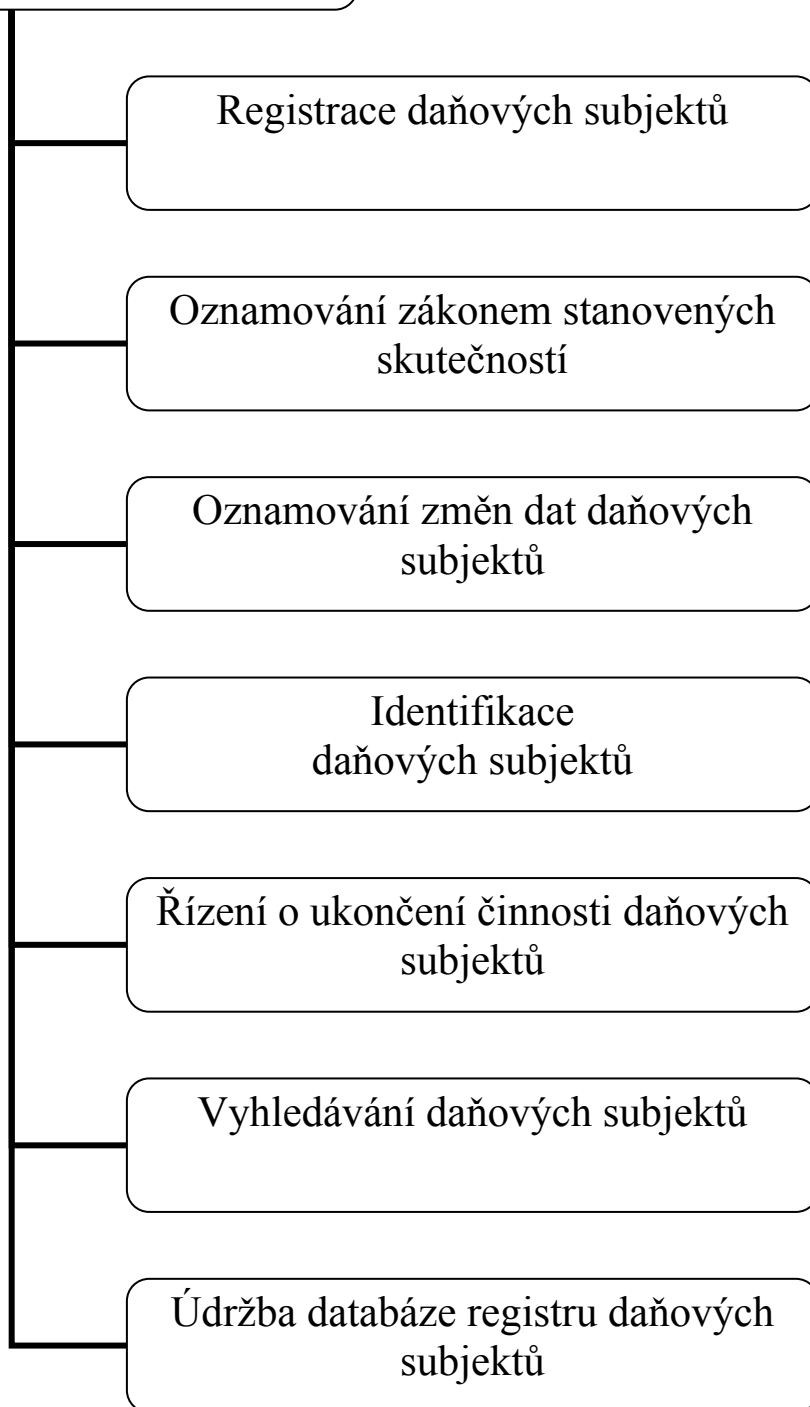 Registrace daňových subjektů
Oznamování zákonem stanovených
skutečností
Oznamování změn dat daňových
subjektů
Identifikace
daňových subjektů
Řízení o ukončení činnosti daňových
subjektů
Vyhledávání daňových subjektů
Údržba databáze registru daňových
subjektů